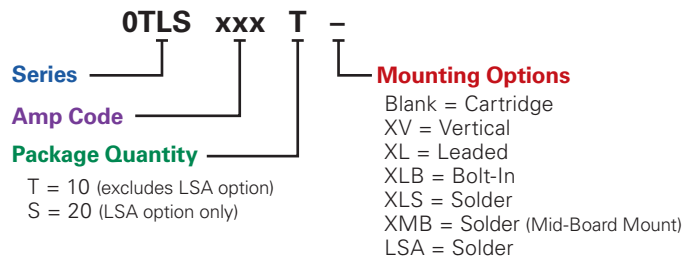 0TLS xxx T –
Series
Amp Code
Package Quantity
T = 10 (excludes LSA option)
S = 20 (LSA option only)
Mounting Options
Blank = Cartridge
XV = Vertical
XL = Leaded
XLB = Bolt-In
XLS = Solder
XMB = Solder (Mid-Board Mount)
LSA = Solder